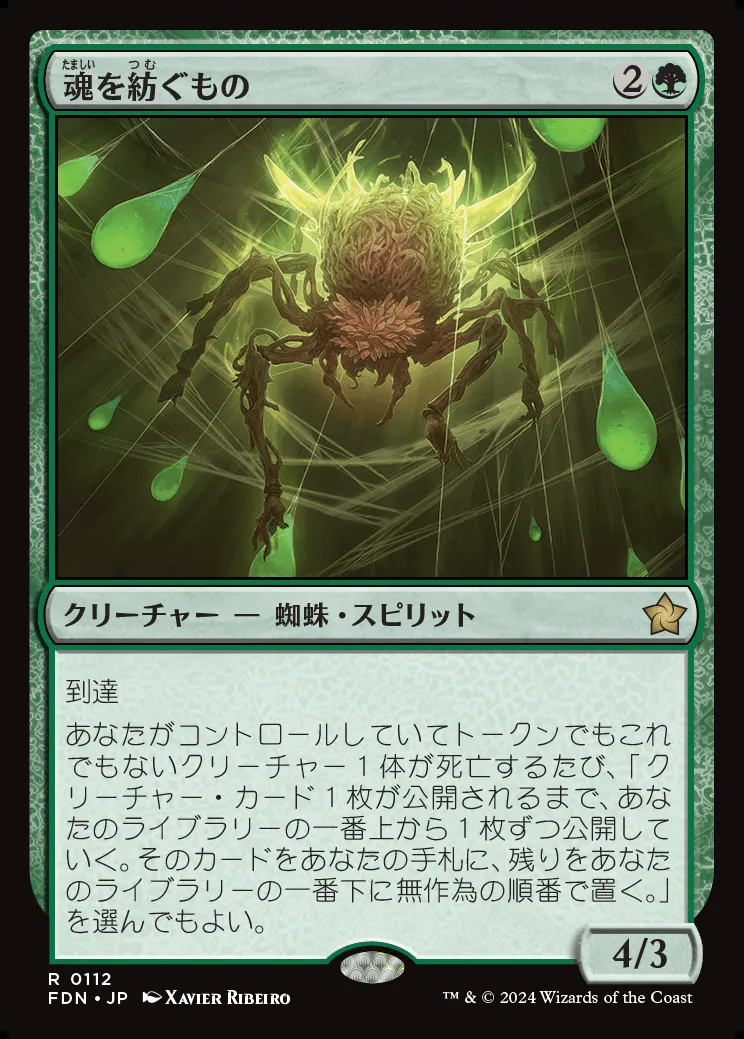 魂を紡ぐもの 2
クリーチャー — 蜘蛛・スピリット
到達
あなたがコントロールしていてトークンでもこれ
でもないクリーチャー１体が死亡するたび、「ク
リーチャー・カード１枚が公開されるまで、あな
たのライブラリーの一番上から１枚ずつ公開して
いく。そのカードをあなたの手札に、残りをあなた
のライブラリーの一番下に無作為の順番で置く。」
を選んでもよい。
4/3
R 0112
FDN・JP XAVIER RIBEIRO
™ & © 2024 Wizards of the Coast